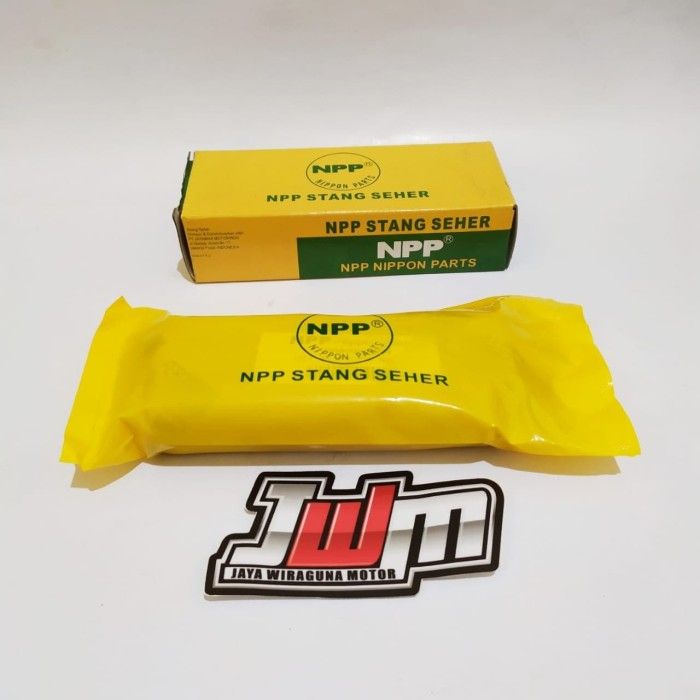 NPP®
NIPPON PARTS
NPP STANG SEHER
NPP STANG SEHER
NPP®
NPP NIPPON PARTS
NPP®
NIPPON PARTS
NPP STANG SEHER
JWM
JAYA WIRAGUNA MOTOR